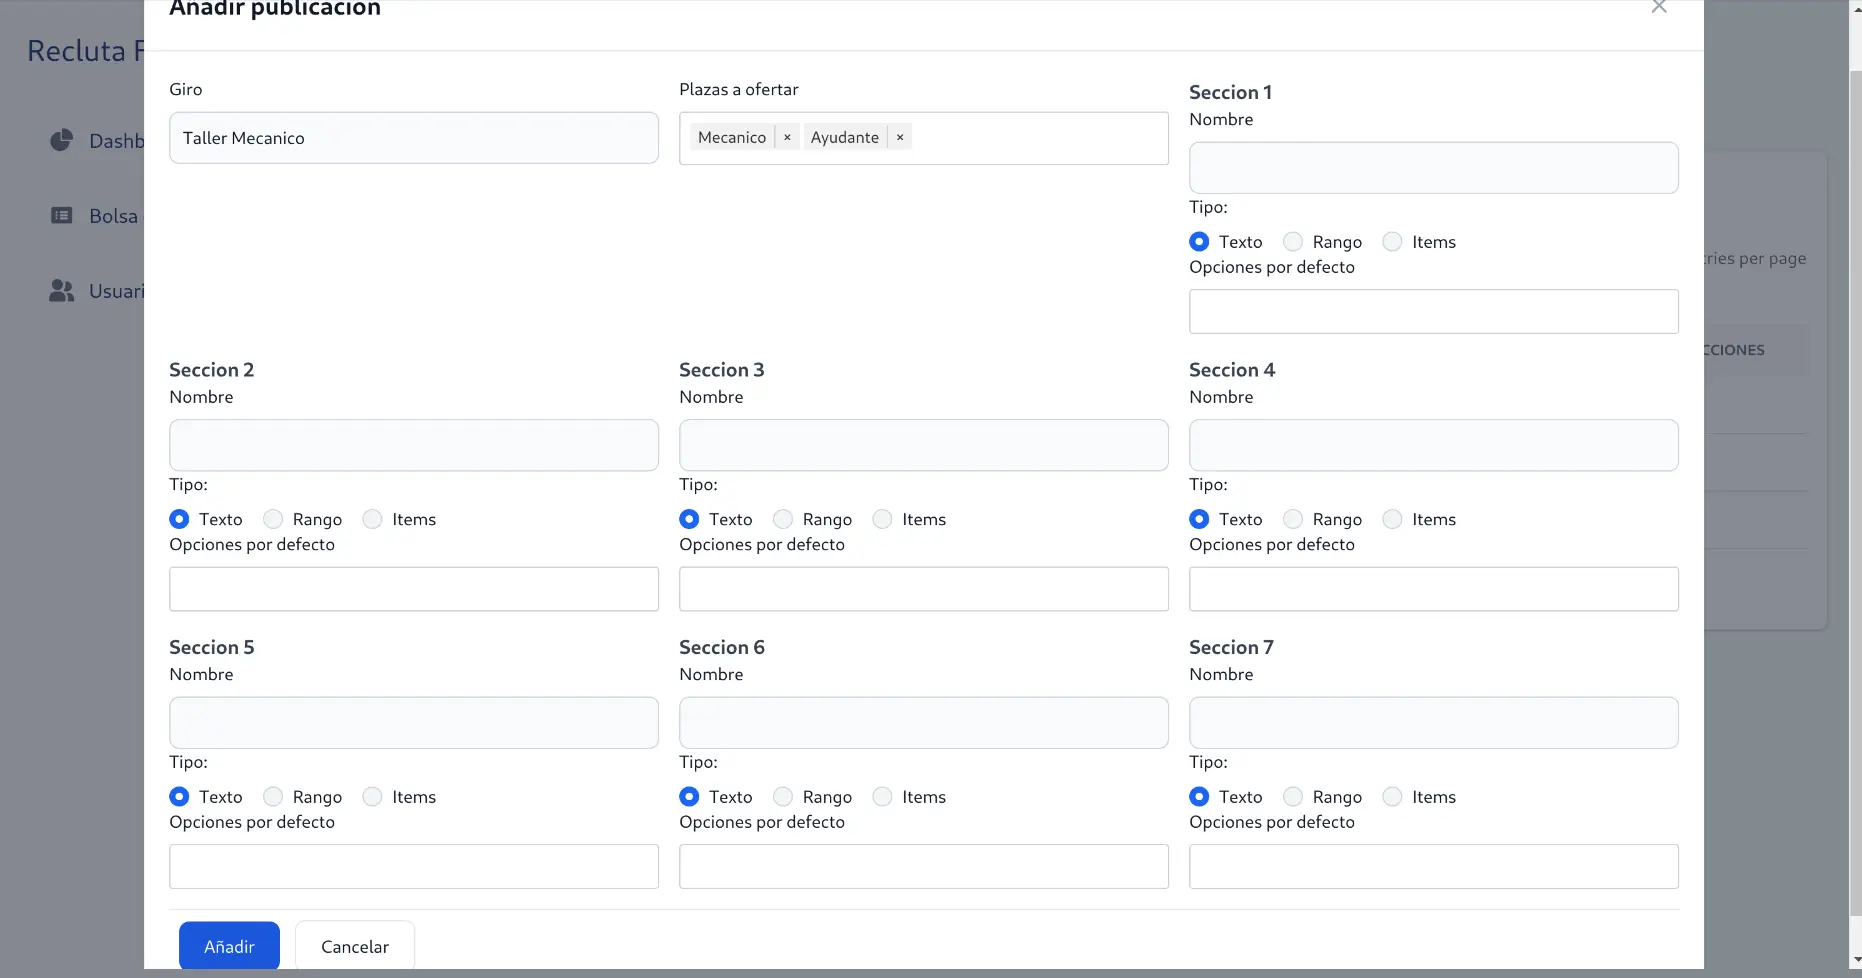 Añadir publicación
Recluta F
Dashb
Bolsa
Usuari
Giro
Taller Mecanico
Plazas a ofertar
Mecanico × Ayudante ×
Seccion 1
Nombre
Tipo:
Texto Rango Items
Opciones por defecto
ries per page
CCIONES
Seccion 2
Nombre
Tipo:
Texto Rango Items
Opciones por defecto
Seccion 3
Nombre
Tipo:
Texto Rango Items
Opciones por defecto
Seccion 4
Nombre
Tipo:
Texto Rango Items
Opciones por defecto
Seccion 5
Nombre
Tipo:
Texto Rango Items
Opciones por defecto
Seccion 6
Nombre
Tipo:
Texto Rango Items
Opciones por defecto
Seccion 7
Nombre
Tipo:
Texto Rango Items
Opciones por defecto
Añadir
Cancelar